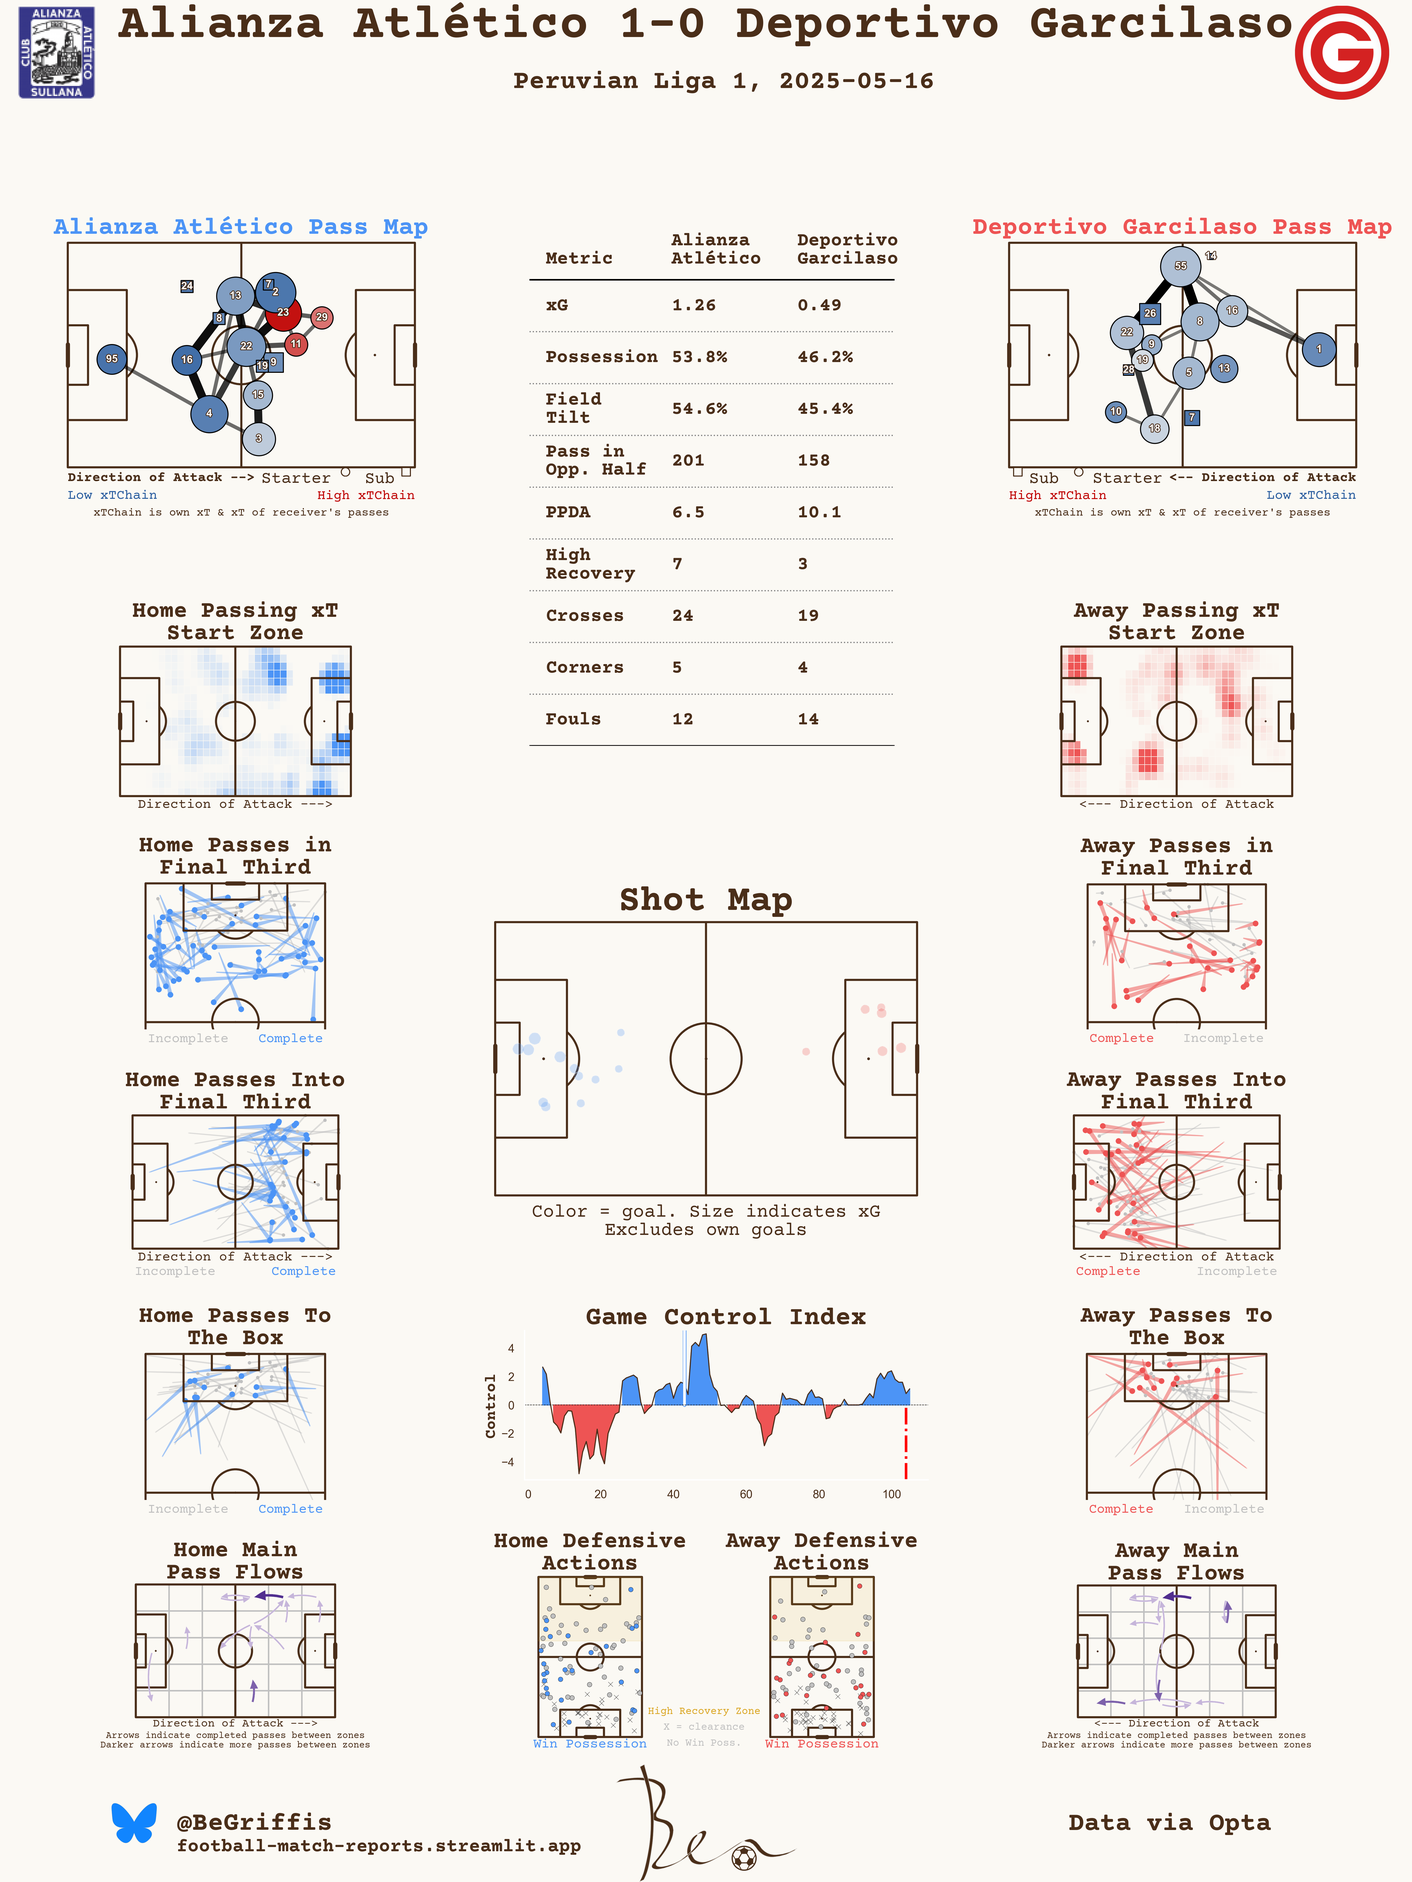 CLUB ALIANZA ATLÉTICO SULLANA
Alianza Atlético 1-0 Deportivo Garcilaso
G
Peruvian Liga 1, 2025-05-16
Alianza Atlético Pass Map
24
13
7
2
23
29
8
11
22
95
16
19
9
15
4
3
Direction of Attack --> Starter Sub
Low xTChain High xTChain
xTChain is own xT & xT of receiver's passes
Metric Alianza Atlético Deportivo Garcilaso
xG 1.26 0.49
Possession 53.8% 46.2%
Field Tilt 54.6% 45.4%
Pass in Opp. Half 201 158
PPDA 6.5 10.1
High Recovery 7 3
Crosses 24 19
Corners 5 4
Fouls 12 14
Deportivo Garcilaso Pass Map
14
55
26
16
8
22
9
1
19
28
5
13
10
7
18
Sub Starter <-- Direction of Attack
High xTChain Low xTChain
xTChain is own xT & xT of receiver's passes
Home Passing xT
Start Zone
Direction of Attack --->
Away Passing xT
Start Zone
<--- Direction of Attack
Home Passes in
Final Third
Incomplete Complete
Away Passes in
Final Third
Complete Incomplete
Shot Map
Color = goal. Size indicates xG
Excludes own goals
Home Passes Into
Final Third
Direction of Attack --->
Incomplete Complete
Away Passes Into
Final Third
<--- Direction of Attack
Complete Incomplete
Home Passes To
The Box
Incomplete Complete
Game Control Index
Control
4
2
0
−2
−4
0 20 40 60 80 100
Away Passes To
The Box
Complete Incomplete
Home Main
Pass Flows
Direction of Attack --->
Arrows indicate completed passes between zones
Darker arrows indicate more passes between zones
Home Defensive
Actions
Win Possession
High Recovery Zone
X = clearance
No Win Poss.
Away Defensive
Actions
Win Possession
Away Main
Pass Flows
<--- Direction of Attack
Arrows indicate completed passes between zones
Darker arrows indicate more passes between zones
@BeGriffis
football-match-reports.streamlit.app
Ben
Data via Opta